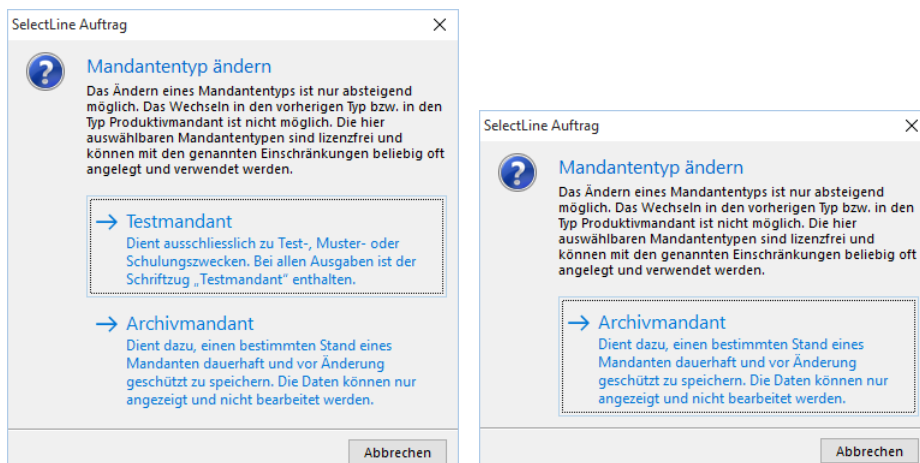 SelectLine Auftrag
Mandantentyp ändern
Das Ändern eines Mandantentyps ist nur absteigend
möglich. Das Wechseln in den vorherigen Typ bzw. in den
Typ Produktivmandant ist nicht möglich. Die hier
auswählbaren Mandantentypen sind lizenzfrei und
können mit den genannten Einschränkungen beliebig oft
angelegt und verwendet werden.
Testmandant
Dient ausschliesslich zu Test-, Muster- oder
Schulungszwecken. Bei allen Ausgaben ist der
Schriftzug „Testmandant“ enthalten.
Archivmandant
Dient dazu, einen bestimmten Stand eines
Mandanten dauerhaft und vor Änderung
geschützt zu speichern. Die Daten können nur
angezeigt und nicht bearbeitet werden.
Abbrechen
SelectLine Auftrag
Mandantentyp ändern
Das Ändern eines Mandantentyps ist nur absteigend
möglich. Das Wechseln in den vorherigen Typ bzw. in den
Typ Produktivmandant ist nicht möglich. Die hier
auswählbaren Mandantentypen sind lizenzfrei und
können mit den genannten Einschränkungen beliebig oft
angelegt und verwendet werden.
Archivmandant
Dient dazu, einen bestimmten Stand eines
Mandanten dauerhaft und vor Änderung
geschützt zu speichern. Die Daten können nur
angezeigt und nicht bearbeitet werden.
Abbrechen